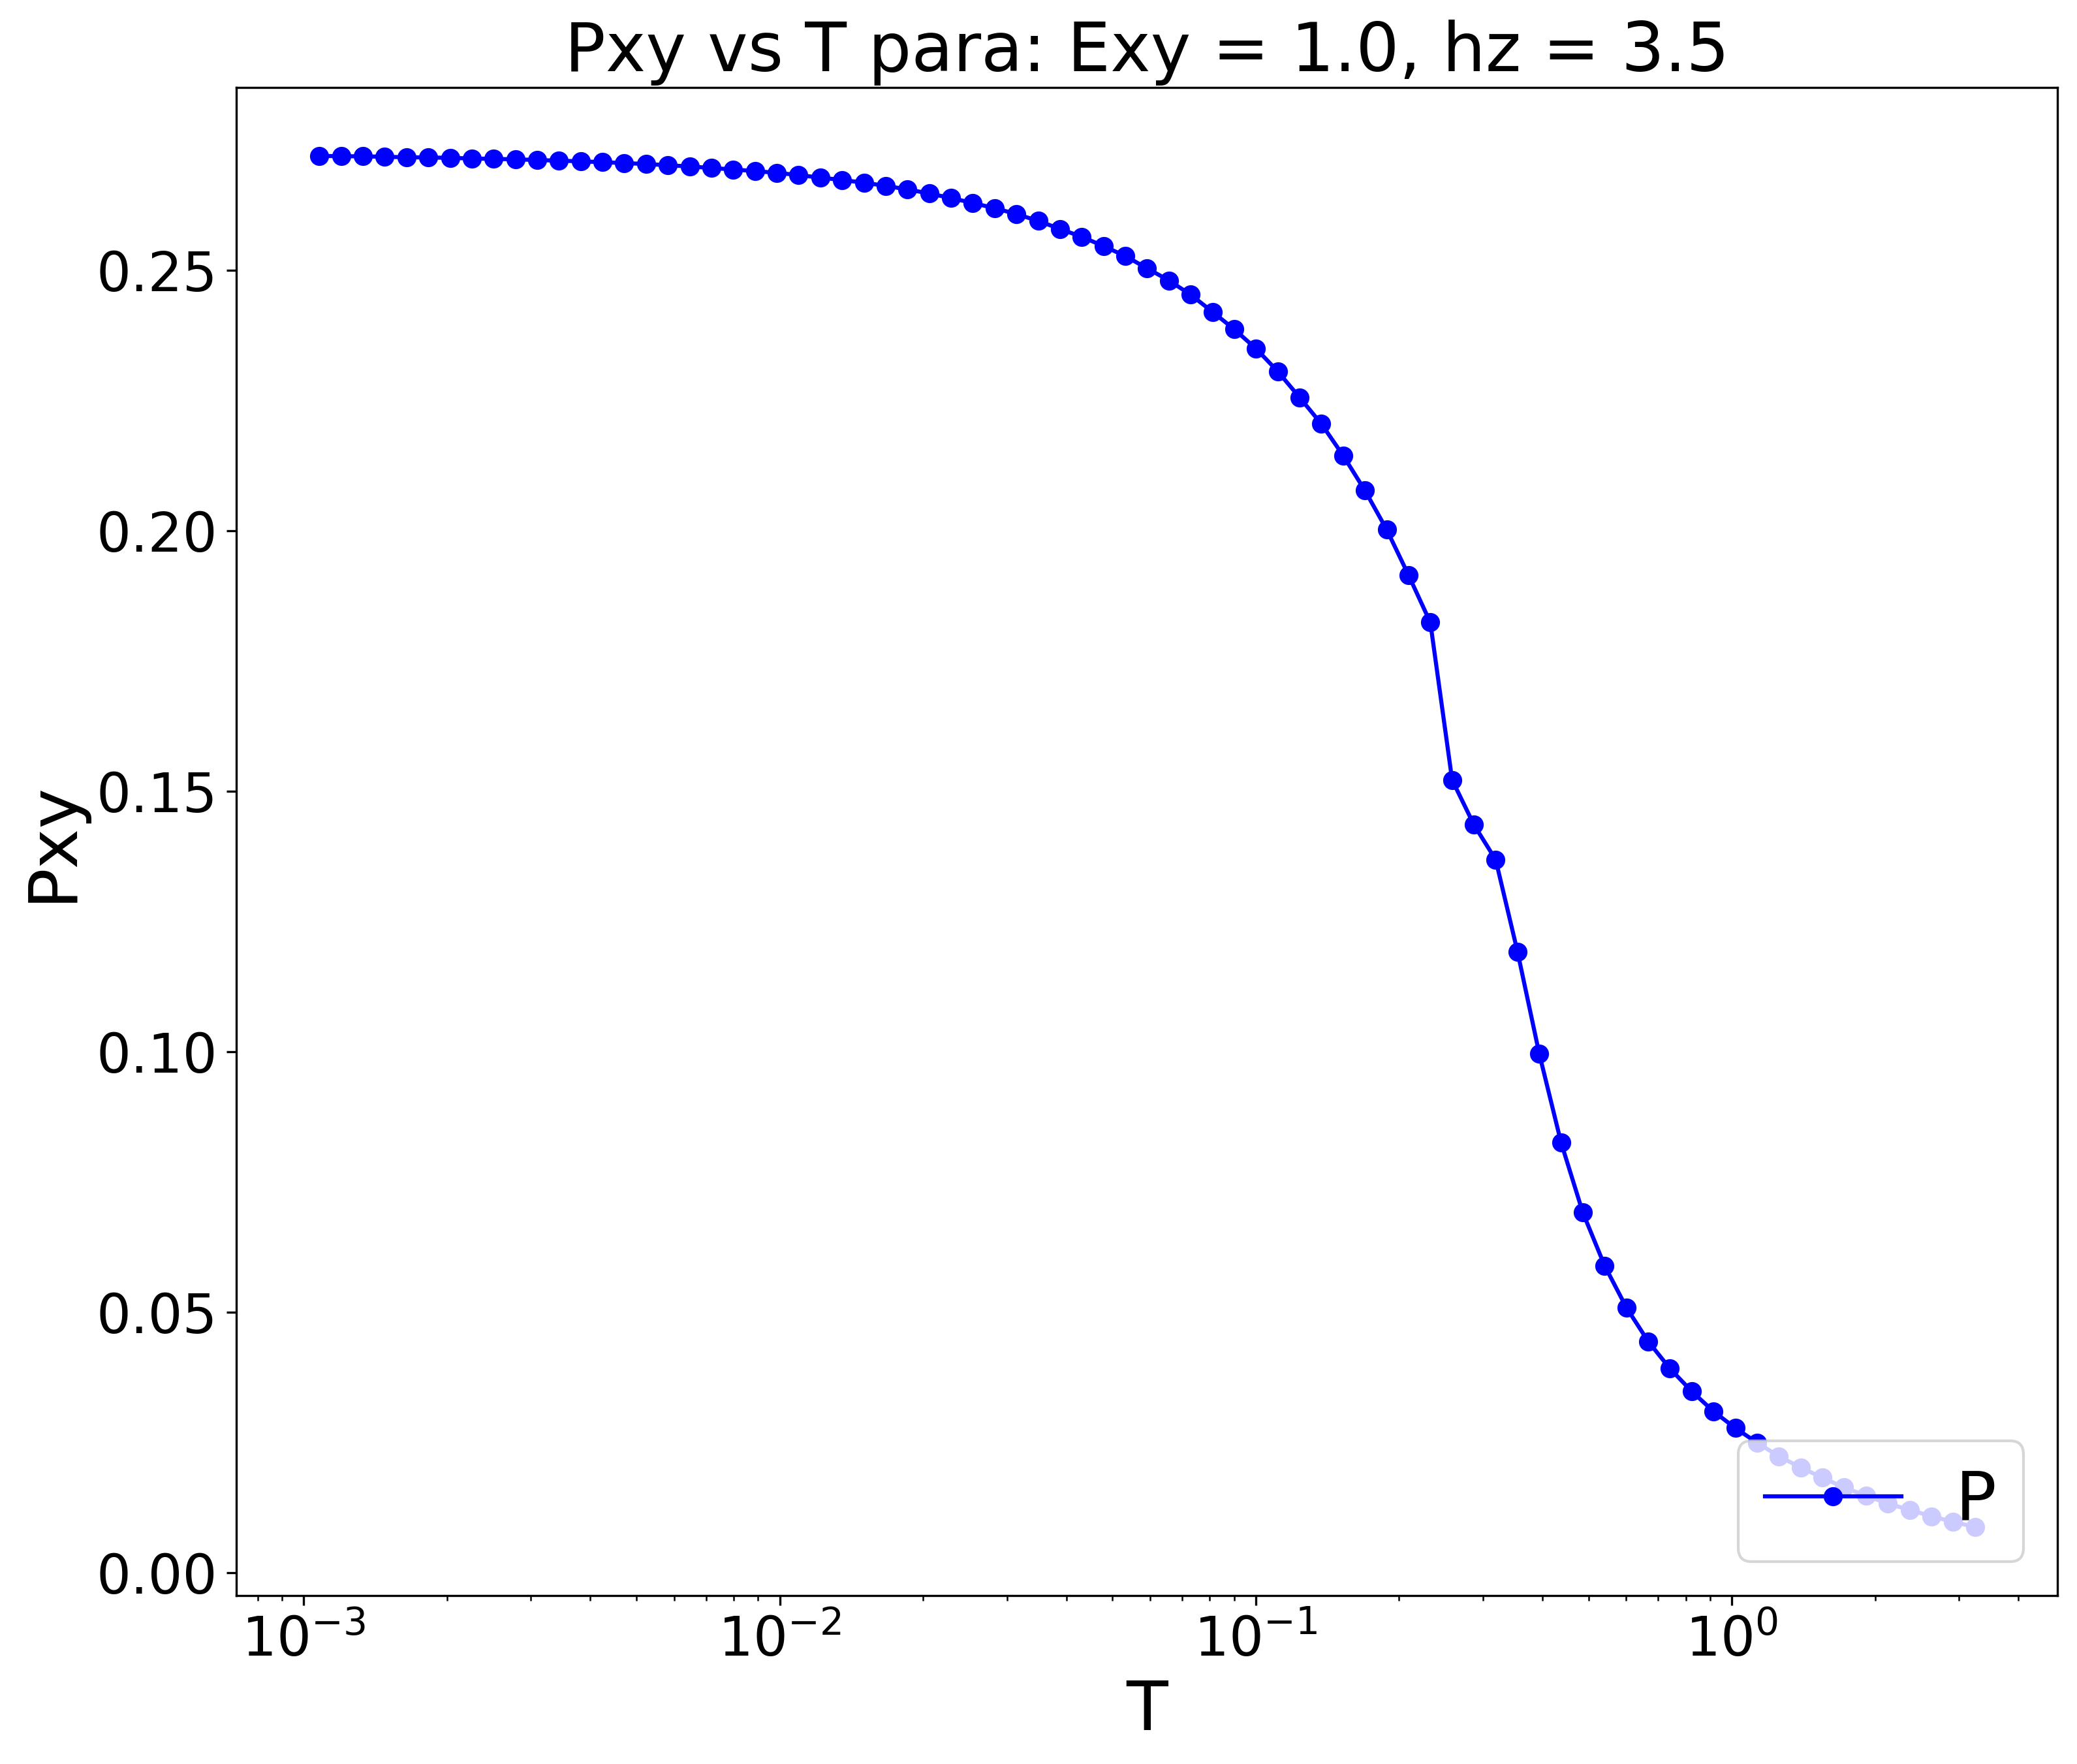 Pxy vs T para: Exy = 1.0, hz = 3.5
Pxy
0.25
0.20
0.15
0.10
0.05
0.00
10⁻³ 10⁻² 10⁻¹ 10⁰
T
P